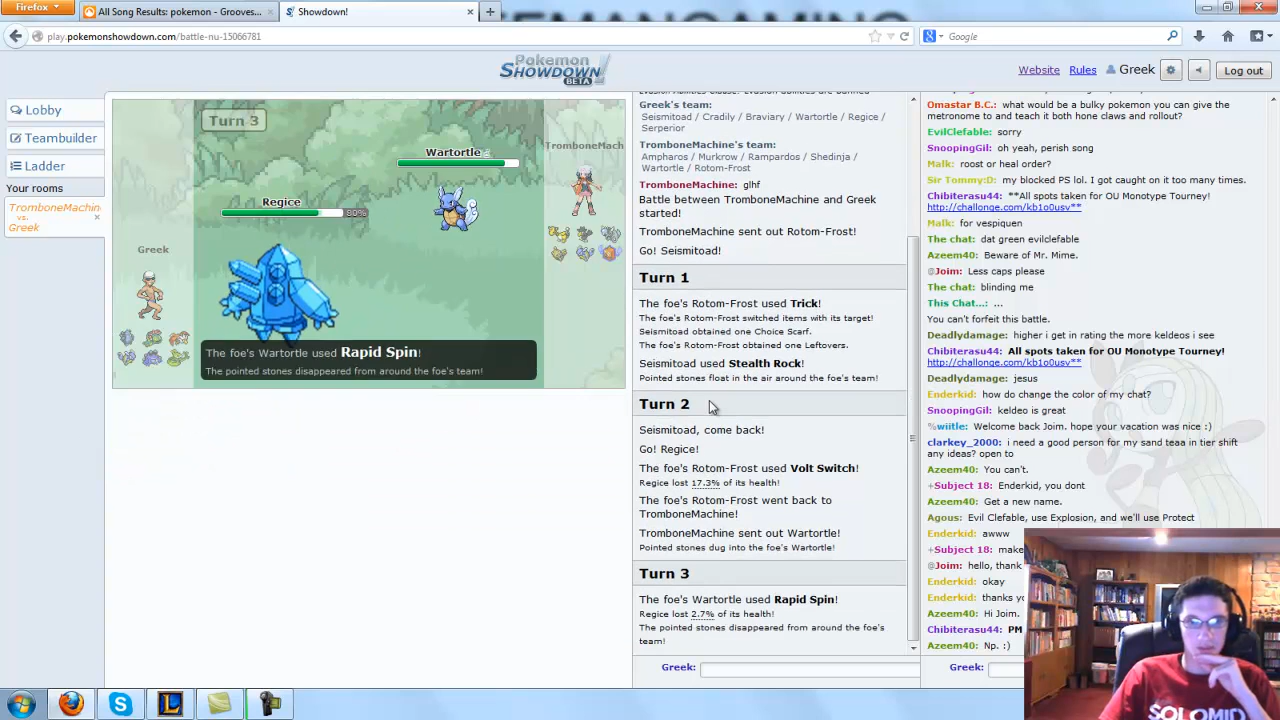 Firefox
All Song Results: pokemon - Grooves...
Showdown!
play.pokemonshowdown.com/battle-nu-15066781
Google
Pokemon
SHOWDOWN!
BETA
Website
Rules
Greek
Log out
Lobby
Teambuilder
Ladder
Your rooms
TromboneMachine
vs.
Greek
Turn 3
Wartortle
TromboneMach
Regice
80%
Greek
The foe's Wartortle used Rapid Spin!
The pointed stones disappeared from around the foe's team!
Greek's team:
Seismitoad / Cradily / Braviary / Wartortle / Regice /
Serperior
TromboneMachine's team:
Ampharos / Murkrow / Rampardos / Shedinja /
Wartortle / Rotom-Frost
TromboneMachine: glhf
Battle between TromboneMachine and Greek
started!
TromboneMachine sent out Rotom-Frost!
Go! Seismitoad!
Turn 1
The foe's Rotom-Frost used Trick!
The foe's Rotom-Frost switched items with its target!
Seismitoad obtained one Choice Scarf.
The foe's Rotom-Frost obtained one Leftovers.
Seismitoad used Stealth Rock!
Pointed stones float in the air around the foe's team!
Turn 2
Seismitoad, come back!
Go! Regice!
The foe's Rotom-Frost used Volt Switch!
Regice lost 17.3% of its health!
The foe's Rotom-Frost went back to
TromboneMachine!
TromboneMachine sent out Wartortle!
Pointed stones dug into the foe's Wartortle!
Turn 3
The foe's Wartortle used Rapid Spin!
Regice lost 2.7% of its health!
The pointed stones disappeared from around the foe's
team!
Greek:
Omastar B.C.: what would be a bulky pokemon you can give the
metronome to and teach it both hone claws and rollout?
EvilClefable: sorry
SnoopingGil: oh yeah, perish song
Malk: roost or heal order?
Sir Tommy:D: my blocked PS lol. I got caught on it too many times.
Chibiterasu44: **All spots taken for OU Monotype Tourney!
http://challonge.com/kb1o0usv**
Malk: for vespiquen
The chat: dat green evilclefable
Azeem40: Beware of Mr. Mime.
@Joim: Less caps please
The chat: blinding me
This Chat...: ...
You can't forfeit this battle.
Deadlydamage: higher i get in rating the more keldeos i see
Chibiterasu44: All spots taken for OU Monotype Tourney!
http://challonge.com/kb1o0usv
Deadlydamage: jesus
Enderkid: how do change the color of my chat?
SnoopingGil: keldeo is great
%wiitle: Welcome back Joim. hope your vacation was nice :)
clarkey_2000: i need a good person for my sand teaa in tier shift
any ideas? open to
Azeem40: You can't.
+Subject 18: Enderkid, you dont
Azeem40: Get a new name.
Agous: Evil Clefable, use Explosion, and we'll use Protect
Enderkid: awww
+Subject 18: make
@Joim: hello, thank
Enderkid: okay
Enderkid: thanks yo
Azeem40: Hi Joim.
Chibiterasu44: PM
Azeem40: Np. :)
Greek:
SOLOMID